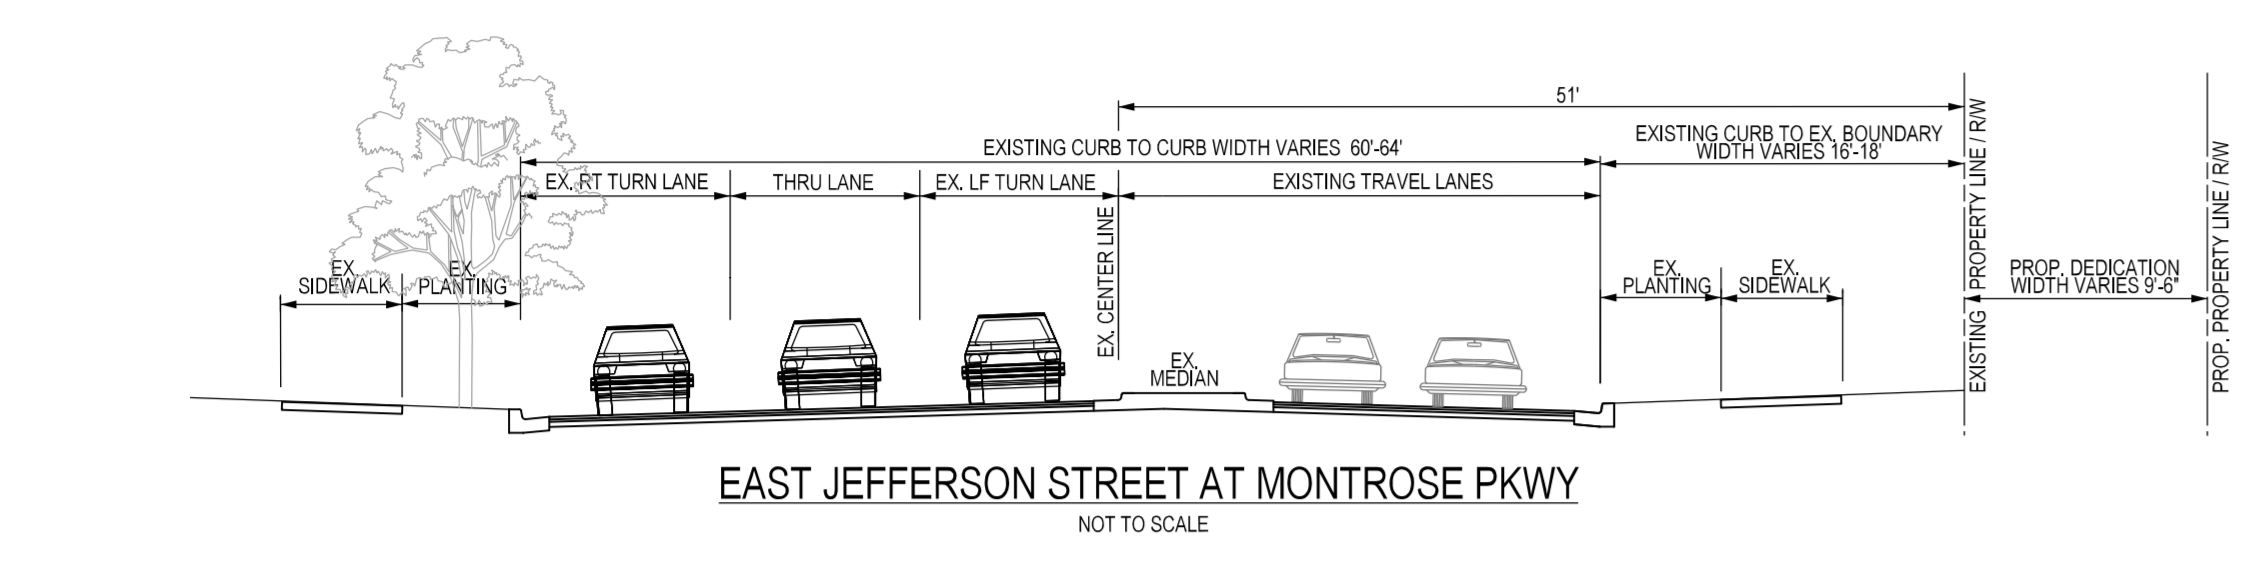 51'
EXISTING CURB TO CURB WIDTH VARIES 60'-64'
EXISTING CURB TO EX. BOUNDARY
WIDTH VARIES 16'-18'
EX. RT TURN LANE
THRU LANE
EX. LF TURN LANE
EXISTING TRAVEL LANES
EX.
SIDEWALK
EX.
PLANTING
EX. CENTER LINE
EX.
MEDIAN
EX.
PLANTING
EX.
SIDEWALK
EXISTING PROPERTY LINE / R/W
PROP. DEDICATION
WIDTH VARIES 9'-6"
PROP. PROPERTY LINE / R/W
EAST JEFFERSON STREET AT MONTROSE PKWY
NOT TO SCALE